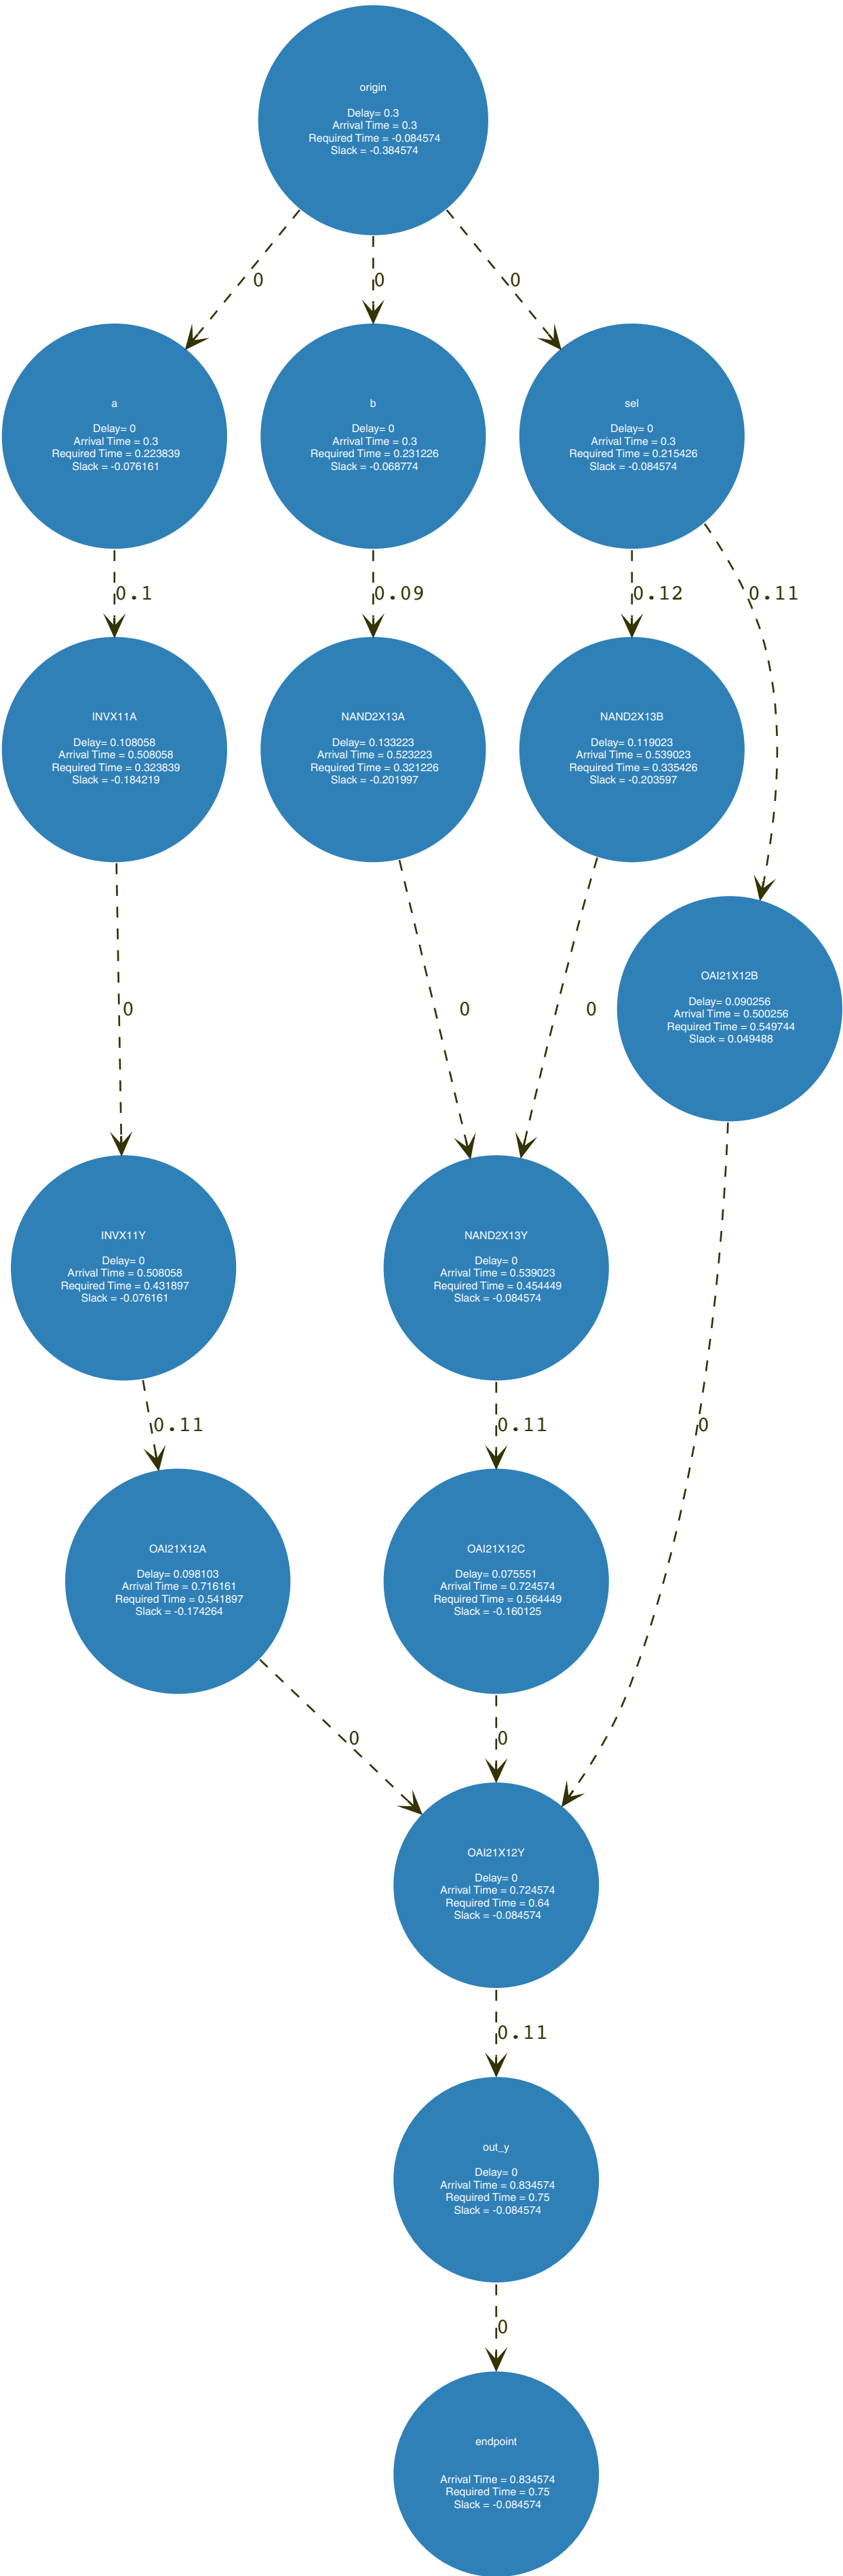 origin
Delay= 0.3
Arrival Time = 0.3
Required Time = -0.084574
Slack = -0.384574
0
0
0
a
Delay= 0
Arrival Time = 0.3
Required Time = 0.223839
Slack = -0.076161
b
Delay= 0
Arrival Time = 0.3
Required Time = 0.231226
Slack = -0.068774
sel
Delay= 0
Arrival Time = 0.3
Required Time = 0.215426
Slack = -0.084574
0.1
0.09
0.12
0.11
INVX11A
Delay= 0.108058
Arrival Time = 0.508058
Required Time = 0.323839
Slack = -0.184219
NAND2X13A
Delay= 0.133223
Arrival Time = 0.523223
Required Time = 0.321226
Slack = -0.201997
NAND2X13B
Delay= 0.119023
Arrival Time = 0.539023
Required Time = 0.335426
Slack = -0.203597
OAI21X12B
Delay= 0.090256
Arrival Time = 0.500256
Required Time = 0.549744
Slack = 0.049488
0
0
0
INVX11Y
Delay= 0
Arrival Time = 0.508058
Required Time = 0.431897
Slack = -0.076161
NAND2X13Y
Delay= 0
Arrival Time = 0.539023
Required Time = 0.454449
Slack = -0.084574
0.11
0.11
0
OAI21X12A
Delay= 0.098103
Arrival Time = 0.716161
Required Time = 0.541897
Slack = -0.174264
OAI21X12C
Delay= 0.075551
Arrival Time = 0.724574
Required Time = 0.564449
Slack = -0.160125
0
0
OAI21X12Y
Delay= 0
Arrival Time = 0.724574
Required Time = 0.64
Slack = -0.084574
0.11
out_y
Delay= 0
Arrival Time = 0.834574
Required Time = 0.75
Slack = -0.084574
0
endpoint
Arrival Time = 0.834574
Required Time = 0.75
Slack = -0.084574